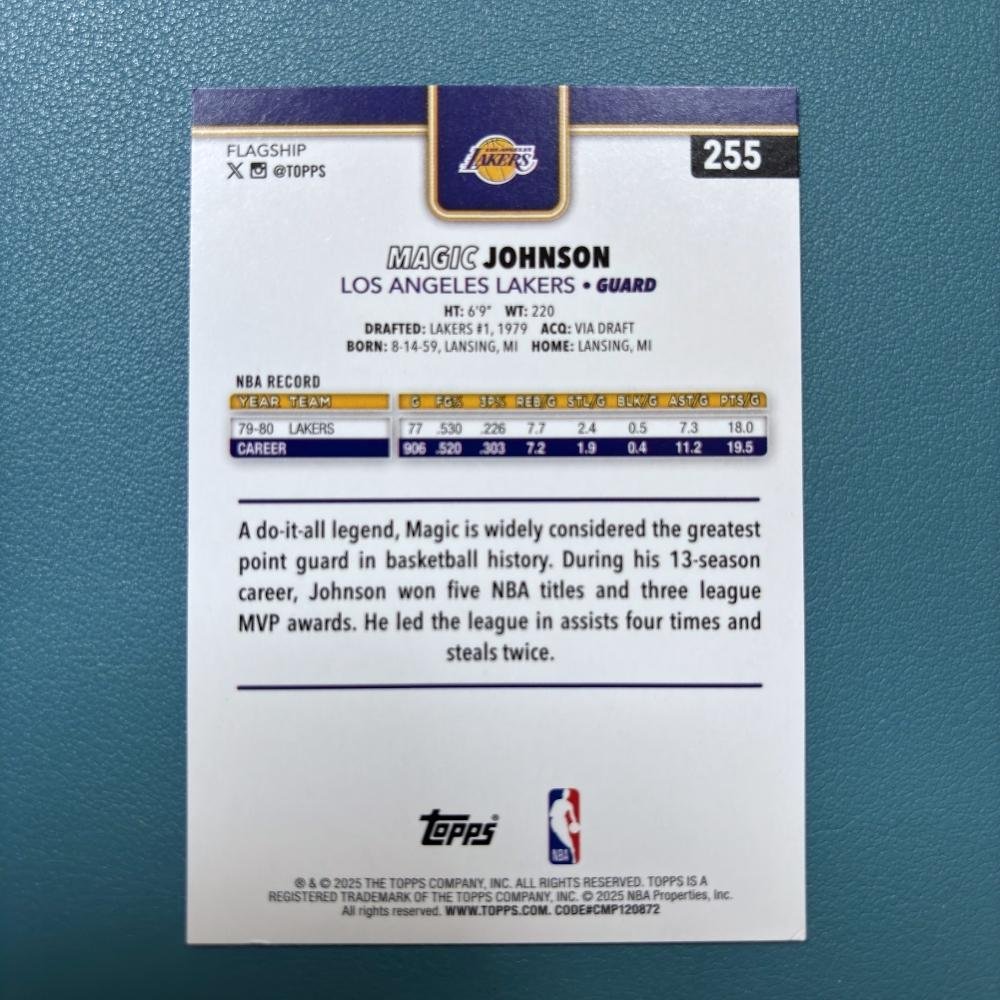 FLAGSHIP
X @TOPPS
LOS ANGELES
LAKERS
255
MAGIC JOHNSON
LOS ANGELES LAKERS • GUARD
HT: 6'9" WT: 220
DRAFTED: LAKERS #1, 1979 ACQ: VIA DRAFT
BORN: 8-14-59, LANSING, MI HOME: LANSING, MI
NBA RECORD
YEAR TEAM G FG% 3P% REB/G STL/G BLK/G AST/G PTS/G
79-80 LAKERS 77 .530 .226 7.7 2.4 0.5 7.3 18.0
CAREER 906 .520 .303 7.2 1.9 0.4 11.2 19.5
A do-it-all legend, Magic is widely considered the greatest
point guard in basketball history. During his 13-season
career, Johnson won five NBA titles and three league
MVP awards. He led the league in assists four times and
steals twice.
Topps®
NBA
® & © 2025 THE TOPPS COMPANY, INC. ALL RIGHTS RESERVED. TOPPS IS A
REGISTERED TRADEMARK OF THE TOPPS COMPANY, INC. © 2025 NBA Properties, Inc.
All rights reserved. WWW.TOPPS.COM. CODE#CMP120872